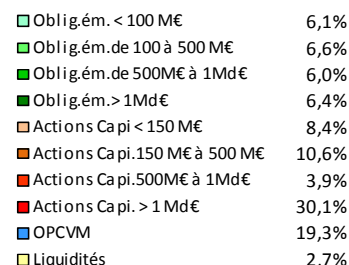 Oblig.ém. < 100 M€ 6,1%
Oblig.ém.de 100 à 500 M€ 6,6%
Oblig.ém.de 500M€ à 1Md€ 6,0%
Oblig.ém.> 1Md€ 6,4%
Actions Capi < 150 M€ 8,4%
Actions Capi.150 M€ à 500 M€ 10,6%
Actions Capi.500M€ à 1Md€ 3,9%
Actions Capi. > 1 Md€ 30,1%
OPCVM 19,3%
Liquidités 2,7%